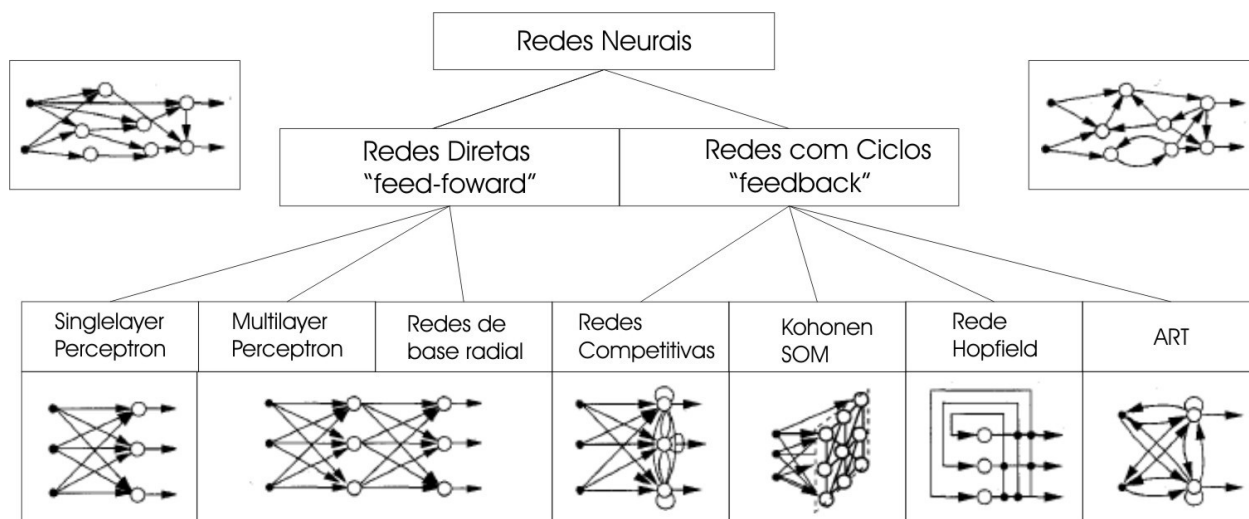 Redes Neurais
Redes Diretas
“feed-foward”
Redes com Ciclos
“feedback”
Singlelayer
Perceptron
Multilayer
Perceptron
Redes de
base radial
Redes
Competitivas
Kohonen
SOM
Rede
Hopfield
ART